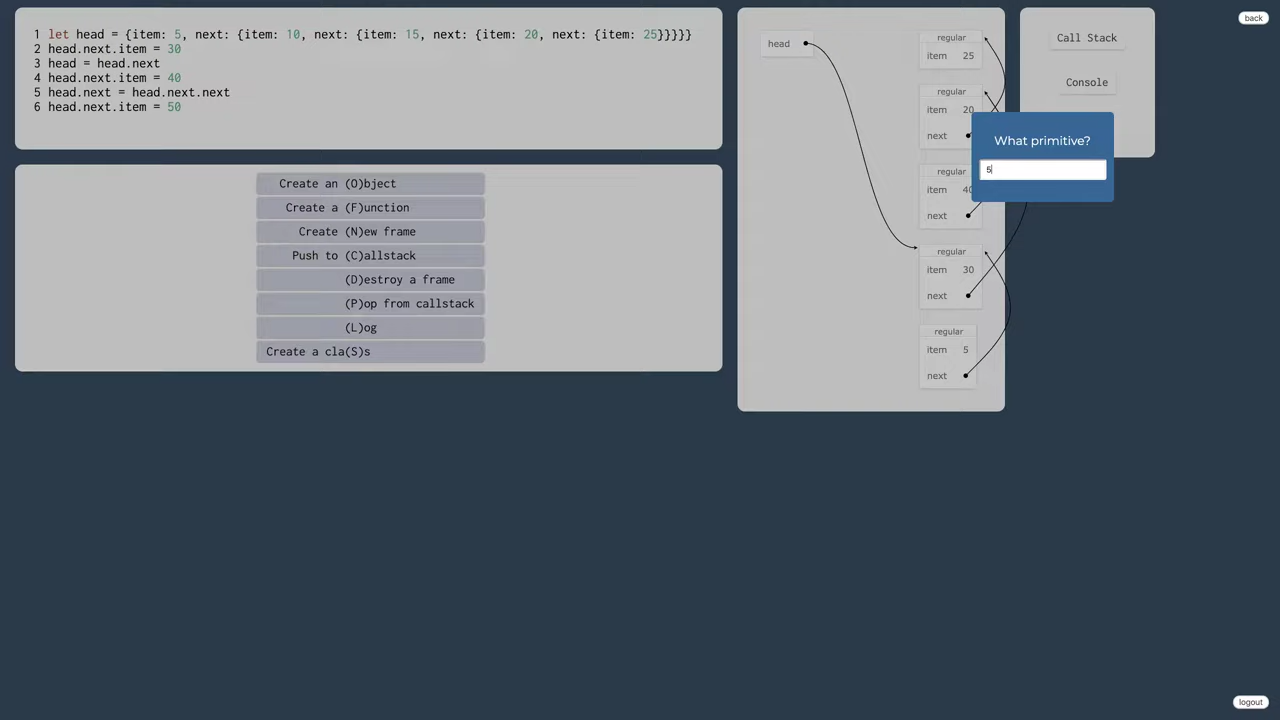 back
1 let head = {item: 5, next: {item: 10, next: {item: 15, next: {item: 20, next: {item: 25}}}}}
2 head.next.item = 30
3 head = head.next
4 head.next.item = 40
5 head.next = head.next.next
6 head.next.item = 50
Create an (O)bject
Create a (F)unction
Create (N)ew frame
Push to (C)allstack
(D)estroy a frame
(P)op from callstack
(L)og
Create a cla(S)s
head
regular
item 25
regular
item 20
next
regular
item 40
next
regular
item 30
next
regular
item 5
next
Call Stack
Console
What primitive?
5
logout